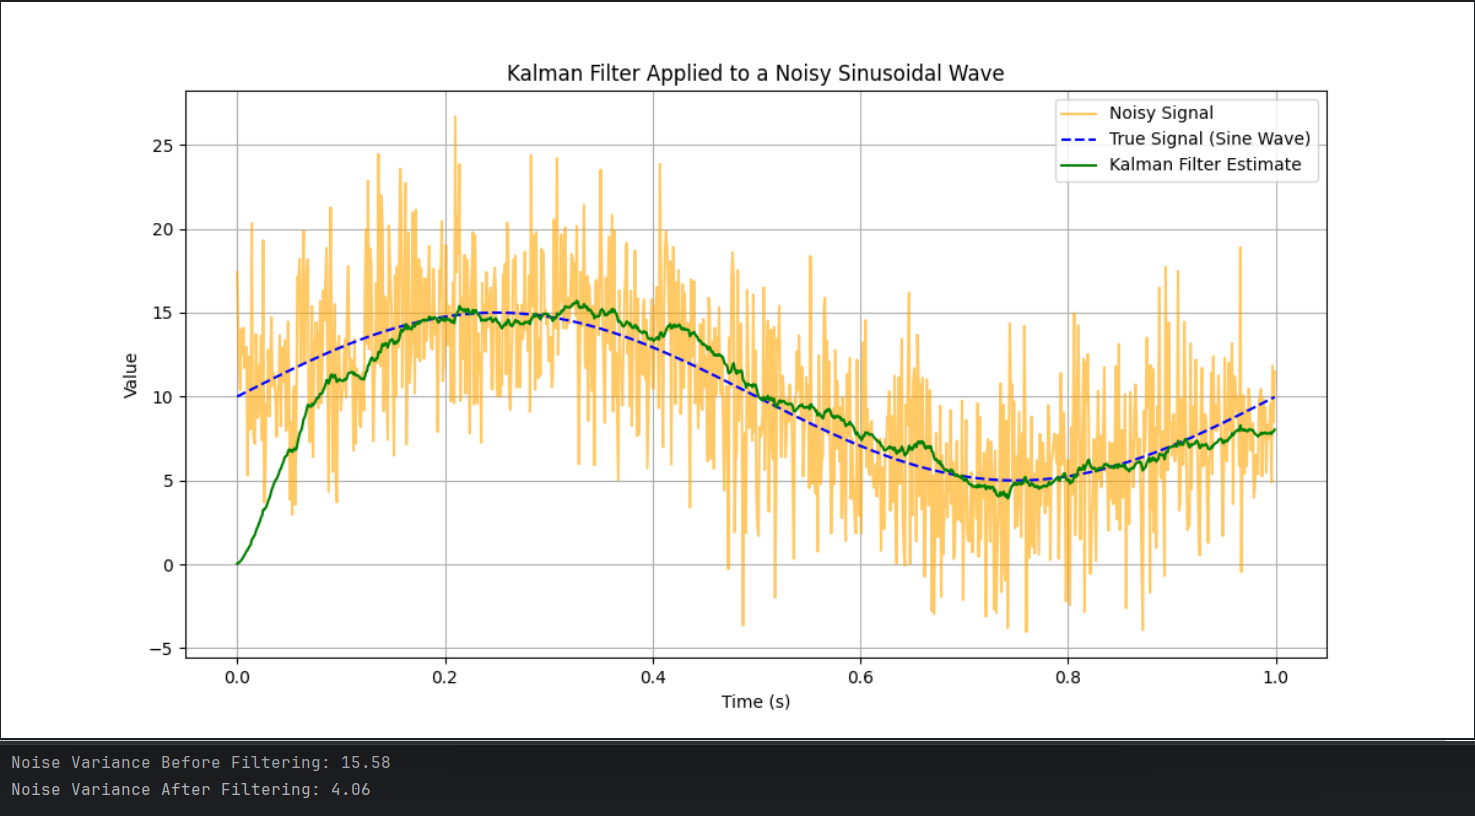 Kalman Filter Applied to a Noisy Sinusoidal Wave
Noisy Signal
True Signal (Sine Wave)
Kalman Filter Estimate
25
20
15
10
5
0
−5
Value
0.0 0.2 0.4 0.6 0.8 1.0
Time (s)
Noise Variance Before Filtering: 15.58
Noise Variance After Filtering: 4.06